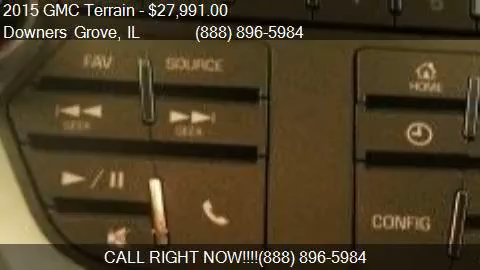 2015 GMC Terrain - $27,991.00
Downers Grove, IL (888) 896-5984
FAV SOURCE
HOME
SEEK SEEK
CONFIG
CALL RIGHT NOW!!!!(888) 896-5984